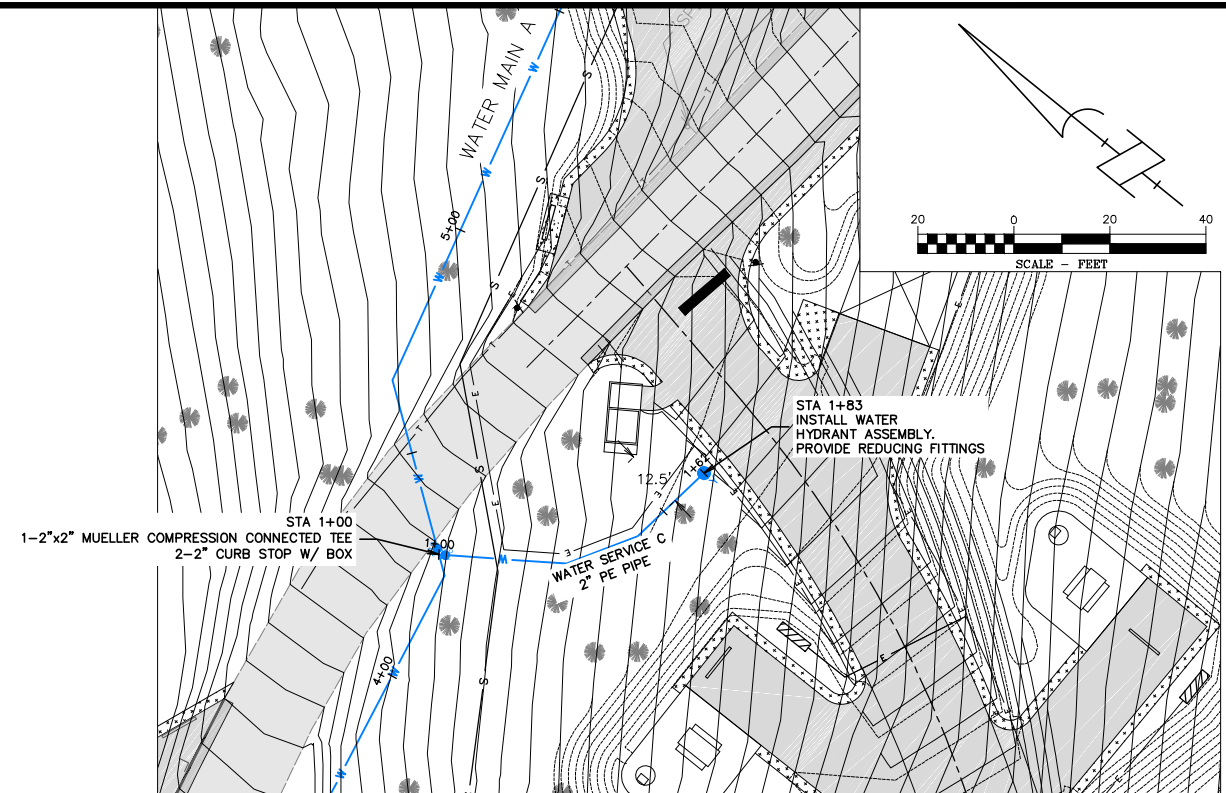 WATER MAIN A
5+00
20 0 20 40
SCALE - FEET
STA 1+83
INSTALL WATER
HYDRANT ASSEMBLY.
PROVIDE REDUCING FITTINGS
12.5'
STA 1+00
1-2"x2" MUELLER COMPRESSION CONNECTED TEE
2-2" CURB STOP W/ BOX
1+00
WATER SERVICE C
2" PE PIPE
4+00
W
W
W
W
W
W
W
S
S
S
S
S
T
T
E
E
E
E